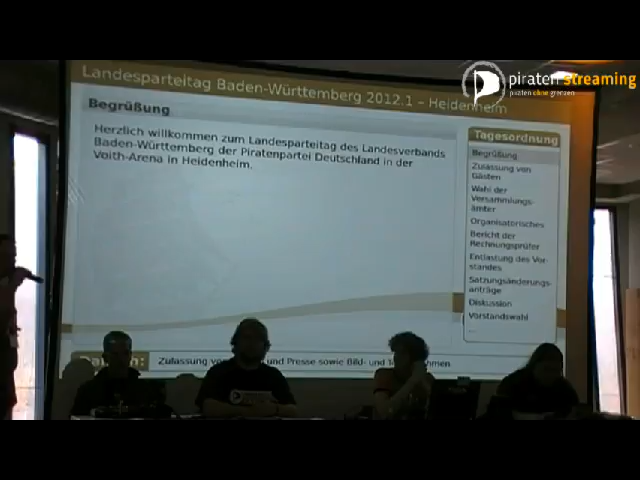 Landesparteitag Baden-Württemberg 2012.1 – Heidenheim
piraten streaming
piraten ohne grenzen
Begrüßung
Herzlich willkommen zum Landesparteitag des Landesverbands
Baden-Württemberg der Piratenpartei Deutschland in der
Voith-Arena in Heidenheim.
Tagesordnung
Begrüßung
Zulassung von
Gästen
Wahl der
Versammlungs-
ämter
Organisatorisches
Bericht der
Rechnungsprüfer
Entlastung des Vor-
standes
Satzungsänderungs-
anträge
Diskussion
Vorstandswahl
...
Zulassung und Presse sowie Bild- und